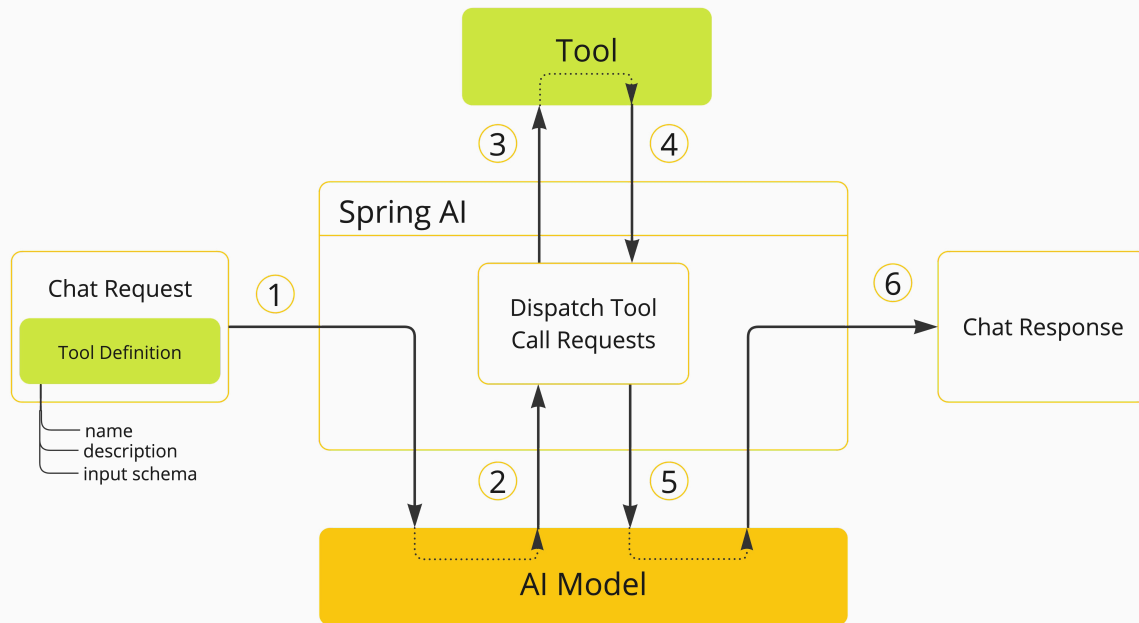 Tool
3
4
Spring AI
Chat Request
1
Tool Definition
name
description
input schema
Dispatch Tool
Call Requests
6
Chat Response
2
5
AI Model